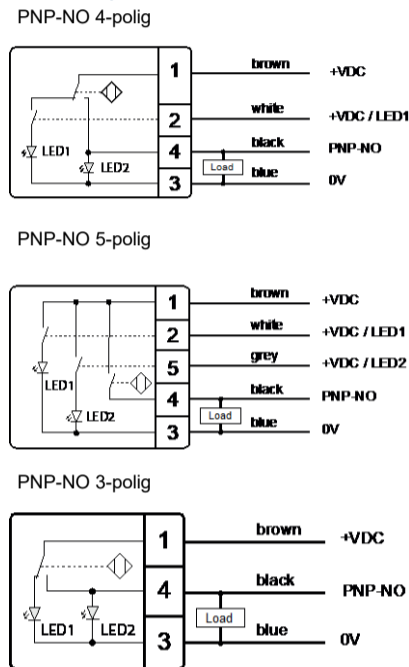 PNP-NO 4-polig
1 brown +VDC
2 white +VDC / LED1
4 black PNP-NO
Load
3 blue 0V
LED1
LED2
PNP-NO 5-polig
1 brown +VDC
2 white +VDC / LED1
5 grey +VDC / LED2
4 black PNP-NO
Load
3 blue 0V
LED1
LED2
PNP-NO 3-polig
1 brown +VDC
4 black PNP-NO
Load
3 blue 0V
LED1 LED2